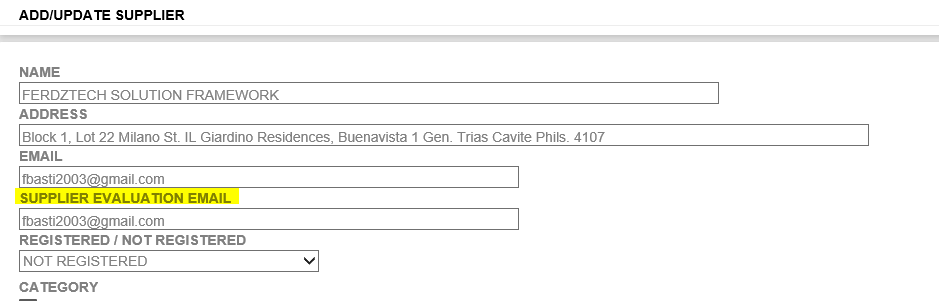 ADD/UPDATE SUPPLIER
NAME
FERDZTECH SOLUTION FRAMEWORK
ADDRESS
Block 1, Lot 22 Milano St. IL Giardino Residences, Buenavista 1 Gen. Trias Cavite Phils. 4107
EMAIL
fbasti2003@gmail.com
SUPPLIER EVALUATION EMAIL
fbasti2003@gmail.com
REGISTERED / NOT REGISTERED
NOT REGISTERED
CATEGORY